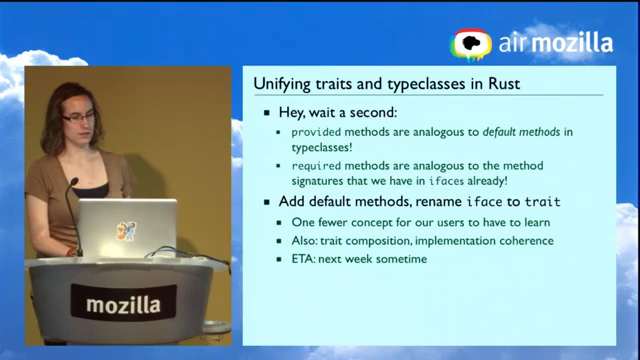 air mozilla
Unifying traits and typeclasses in Rust
Hey, wait a second:
provided methods are analogous to default methods in
typeclasses!
required methods are analogous to the method
signatures that we have in ifaces already!
Add default methods, rename iface to trait
One fewer concept for our users to have to learn
Also: trait composition, implementation coherence
ETA: next week sometime
mozilla